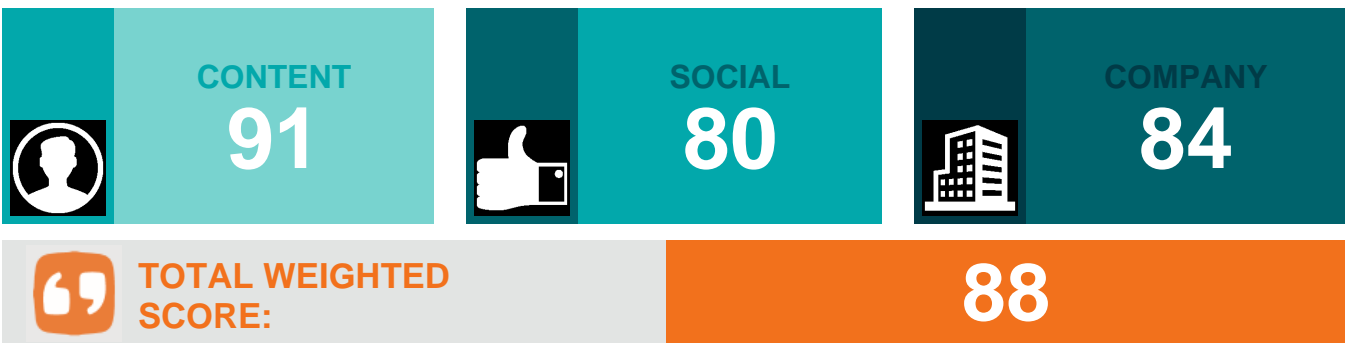 CONTENT
91
SOCIAL
80
COMPANY
84
TOTAL WEIGHTED
SCORE:
88